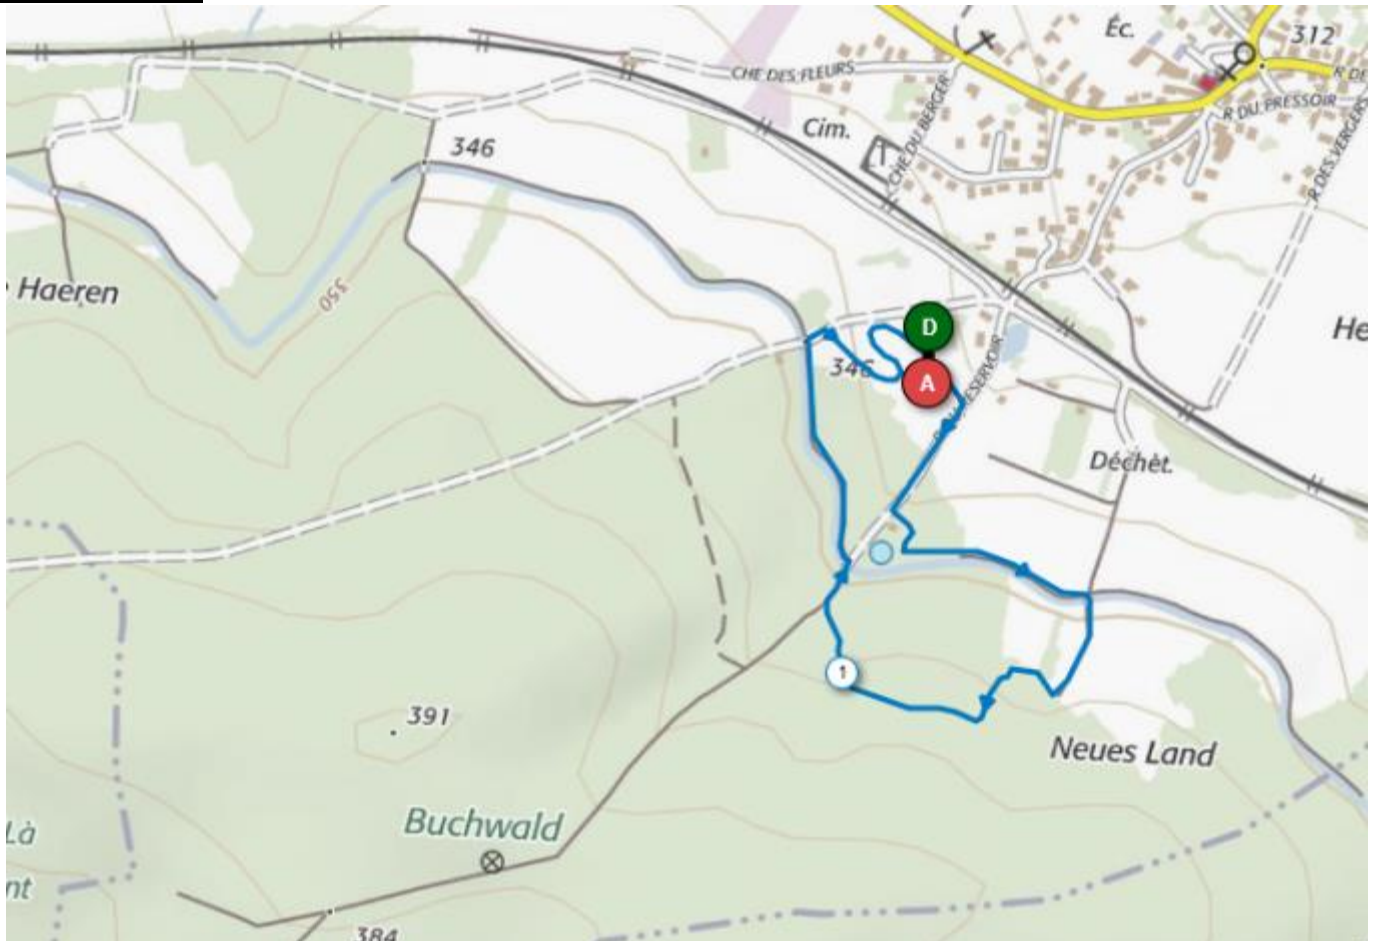 Éc.
312
CHE DES FLEURS
R DU PRESSOIR
Cim.
CHE DU BERGER
R DES VERGERS
346
Haeren
350
D
He
346
A
RESERVOIR
Déchèt.
1
391
Neues Land
Buchwald
Là
nt
384